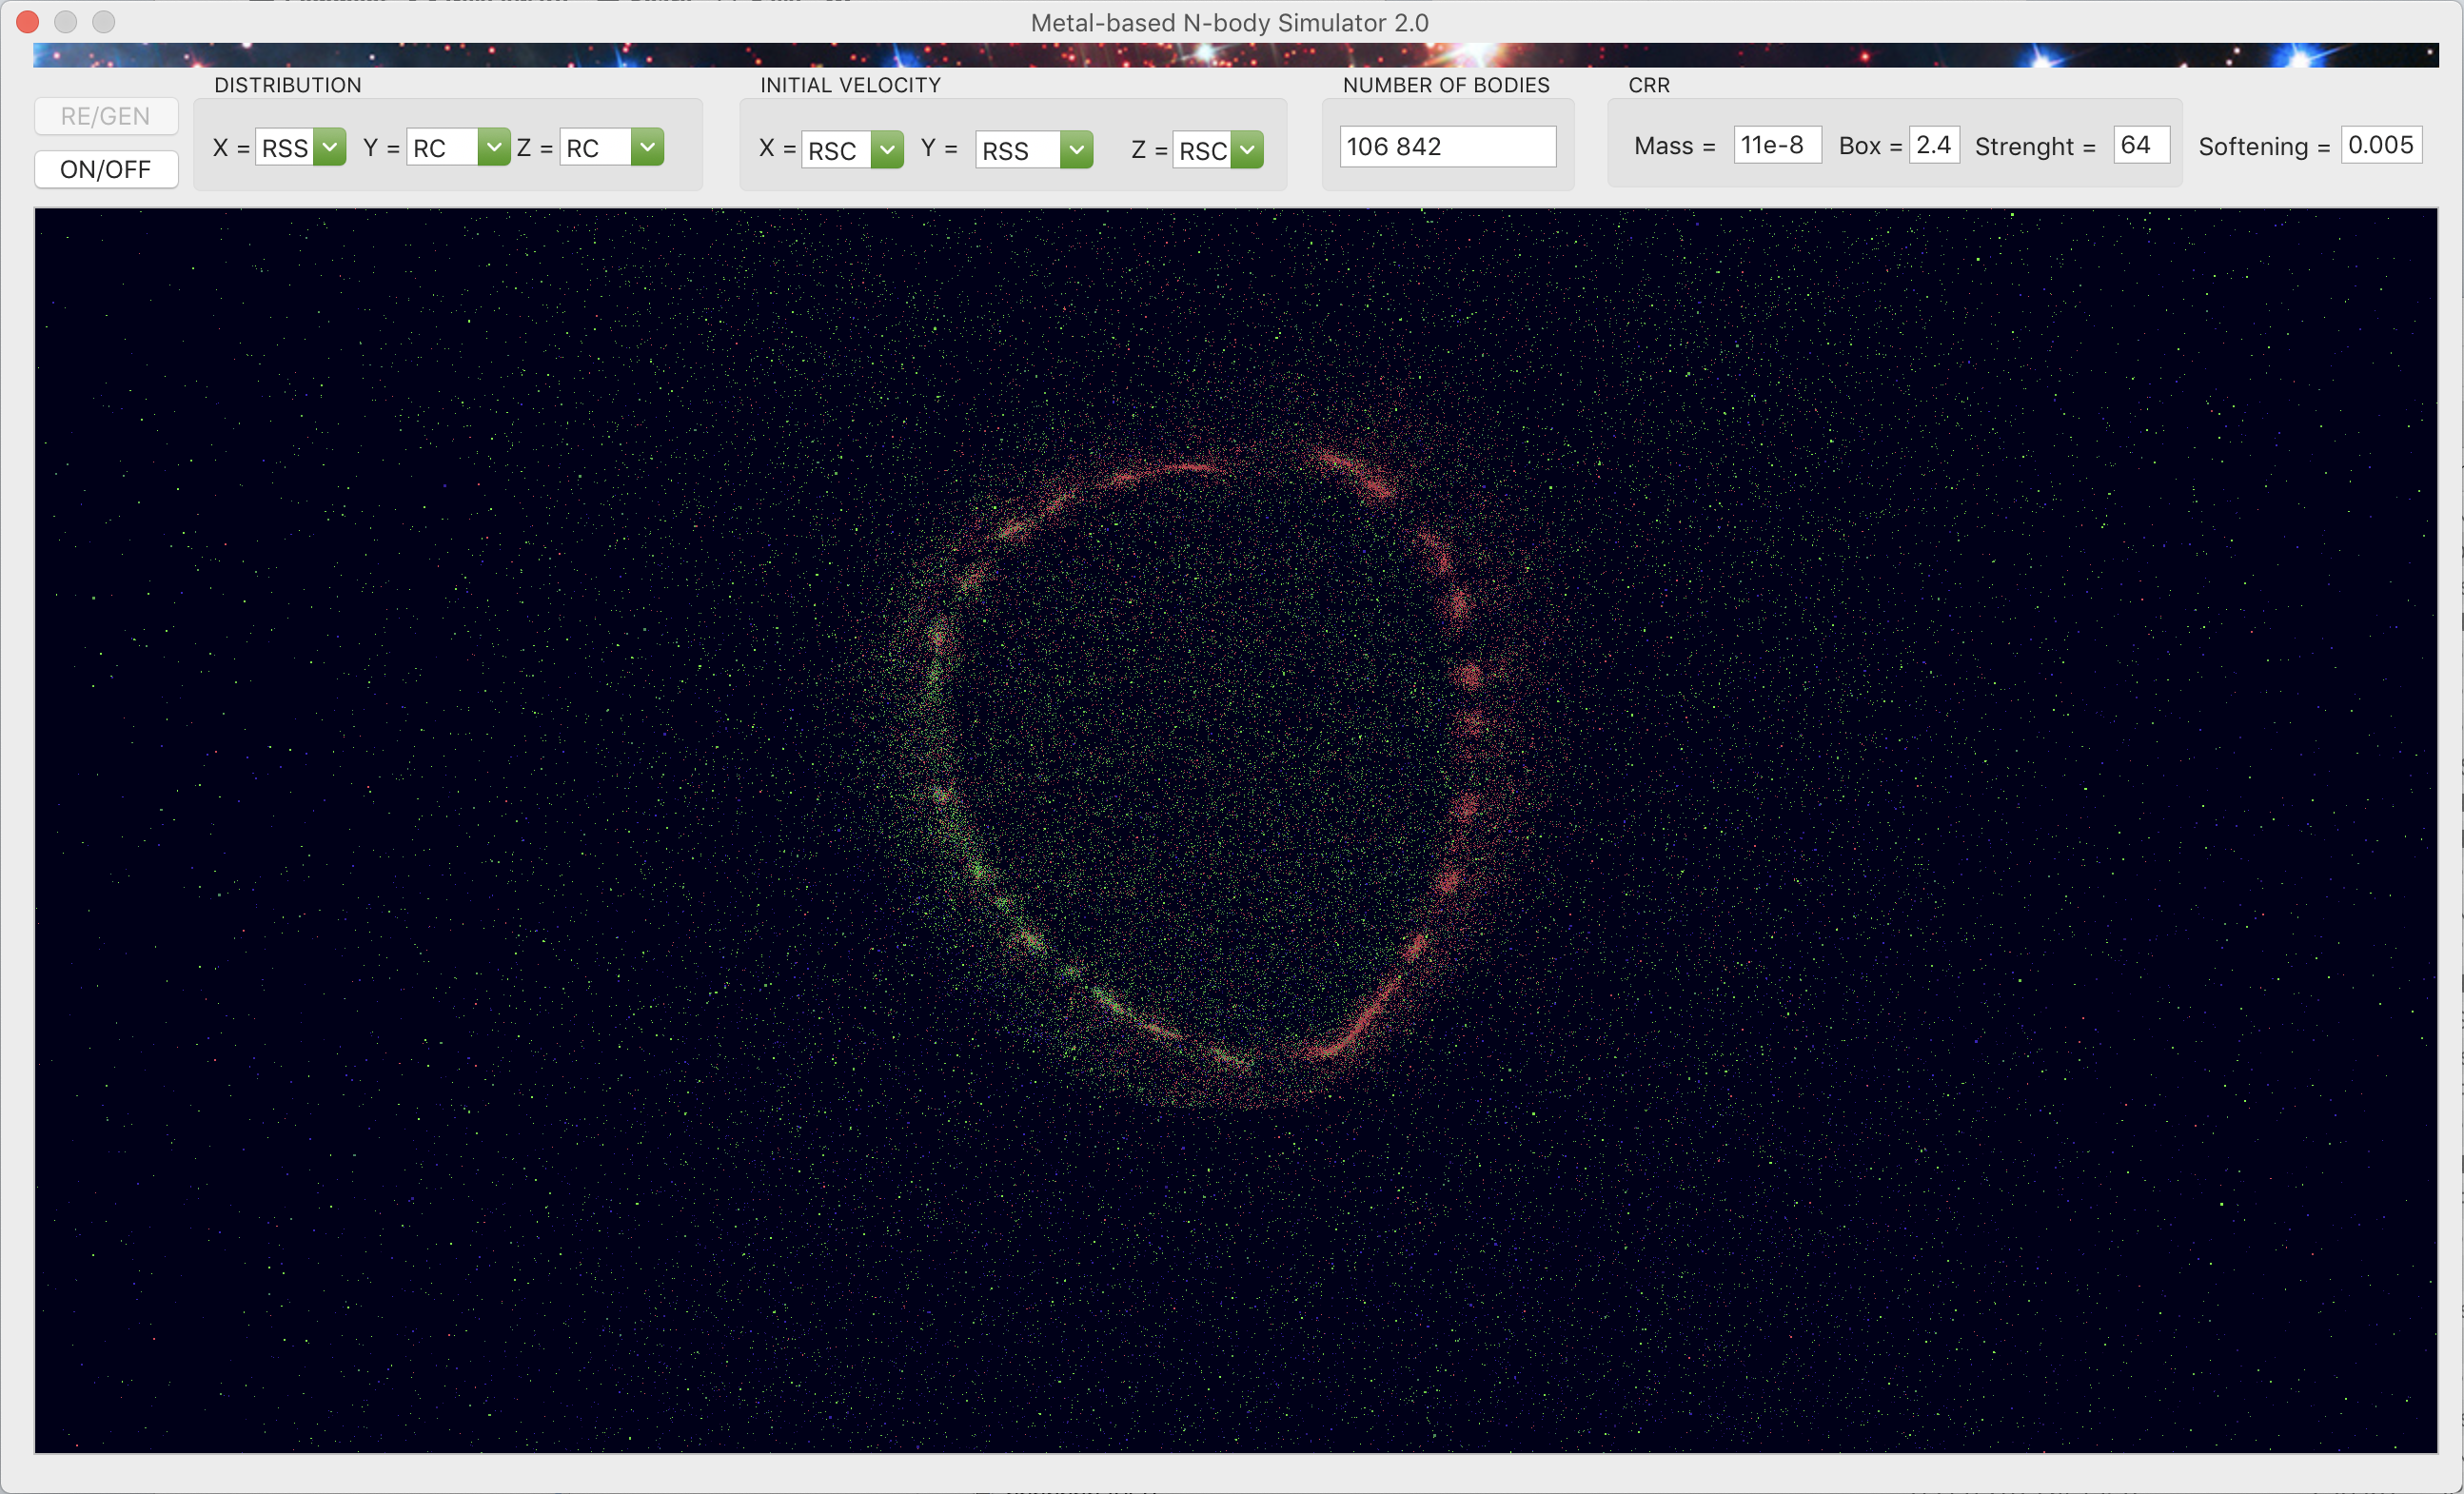 Metal-based N-body Simulator 2.0
DISTRIBUTION
INITIAL VELOCITY
NUMBER OF BODIES
CRR
RE/GEN
ON/OFF
X = RSS Y = RC Z = RC
X = RSC Y = RSS Z = RSC
106 842
Mass = 11e-8 Box = 2.4 Strenght = 64 Softening = 0.005